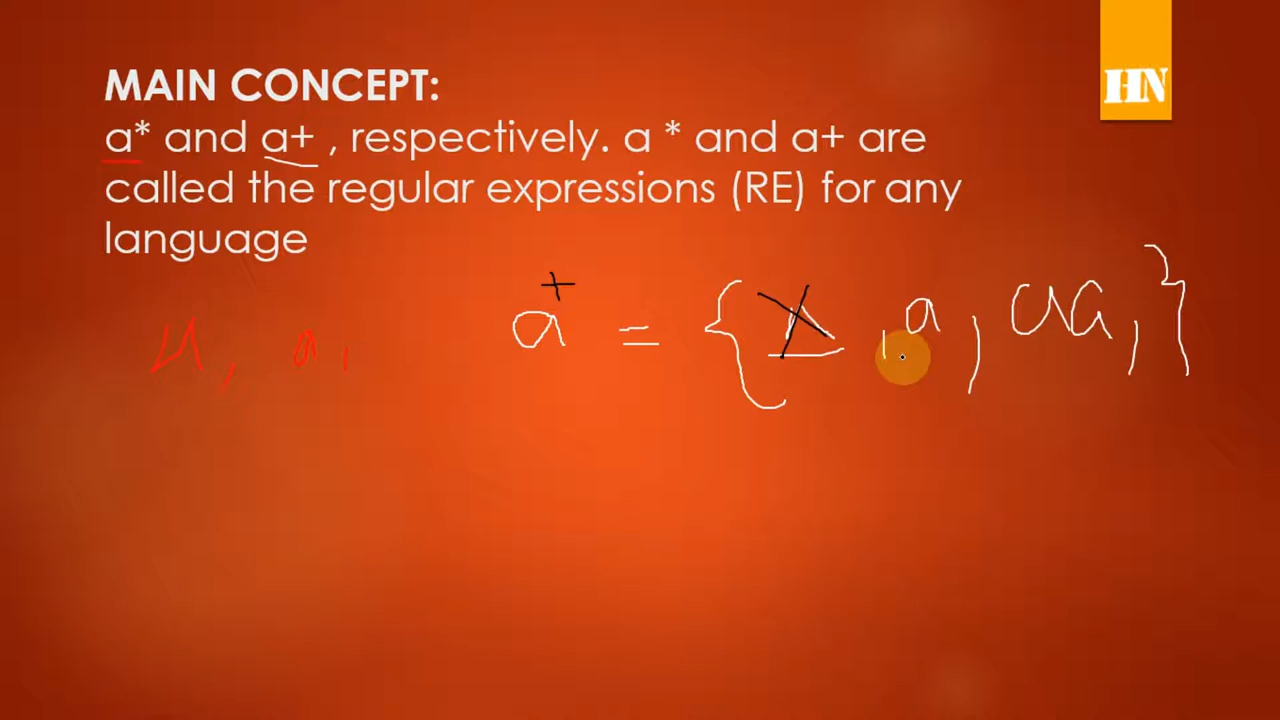 HN
MAIN CONCEPT:
a* and a+ , respectively. a * and a+ are
called the regular expressions (RE) for any
language
a+ = { , a, aa, }
a,